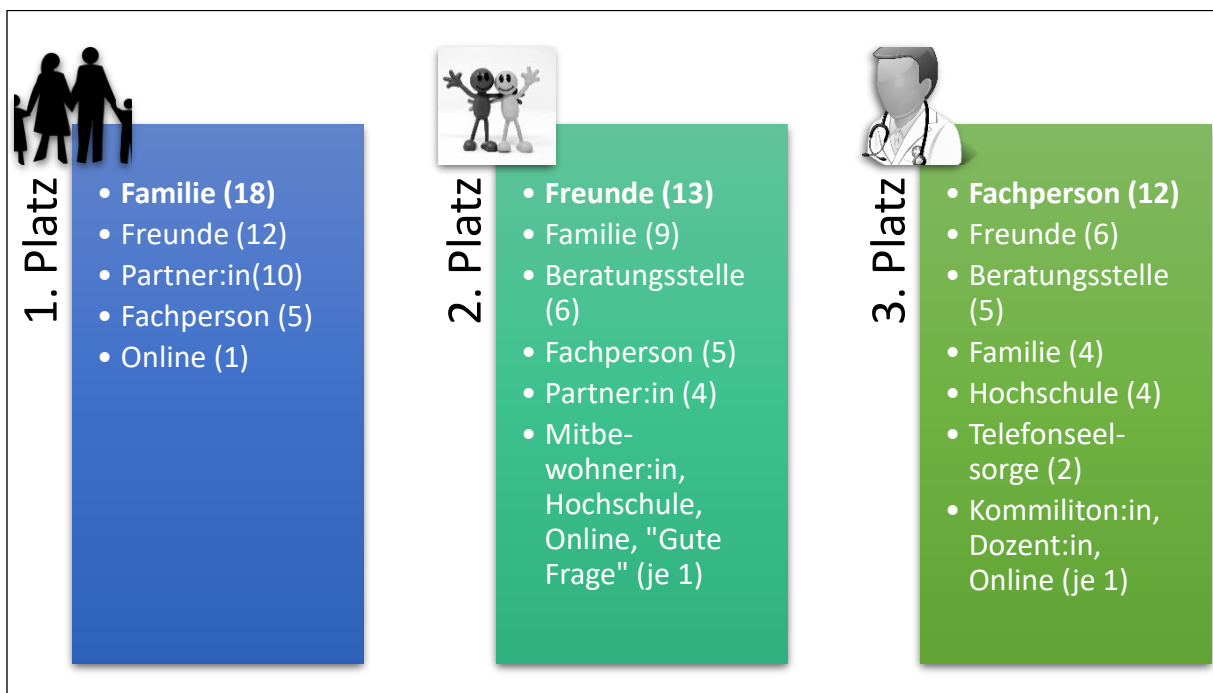 1. Platz
• Familie (18)
• Freunde (12)
• Partner:in(10)
• Fachperson (5)
• Online (1)
2. Platz
• Freunde (13)
• Familie (9)
• Beratungsstelle
(6)
• Fachperson (5)
• Partner:in (4)
• Mitbe-
wohner:in,
Hochschule,
Online, "Gute
Frage" (je 1)
3. Platz
• Fachperson (12)
• Freunde (6)
• Beratungsstelle
(5)
• Familie (4)
• Hochschule (4)
• Telefonseel-
sorge (2)
• Kommiliton:in,
Dozent:in,
Online (je 1)